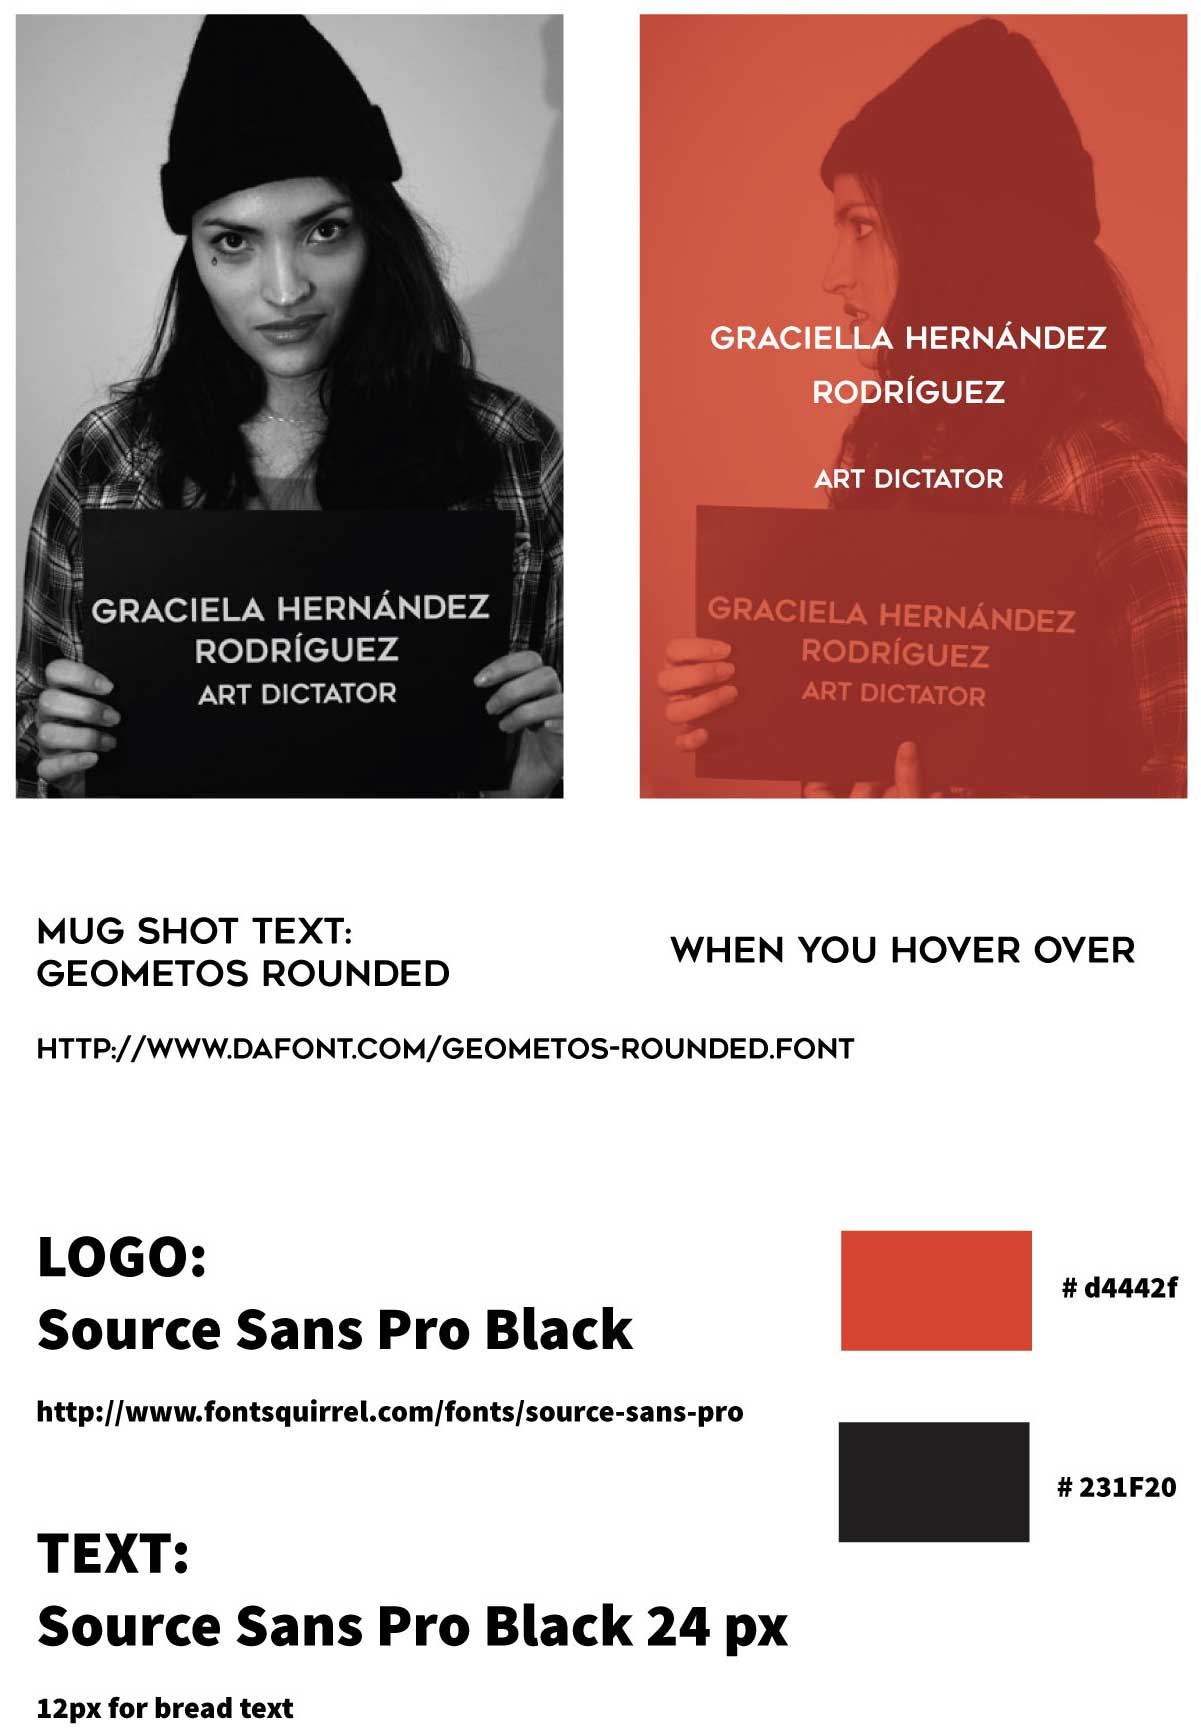 GRACIELA HERNÁNDEZ
RODRÍGUEZ
ART DICTATOR
GRACIELLA HERNÁNDEZ
RODRÍGUEZ
ART DICTATOR
GRACIELA HERNÁNDEZ
RODRÍGUEZ
ART DICTATOR
MUG SHOT TEXT:
GEOMETOS ROUNDED
WHEN YOU HOVER OVER
HTTP://WWW.DAFONT.COM/GEOMETOS-ROUNDED.FONT
LOGO:
Source Sans Pro Black
http://www.fontsquirrel.com/fonts/source-sans-pro
# d4442f
# 231F20
TEXT:
Source Sans Pro Black 24 px
12px for bread text